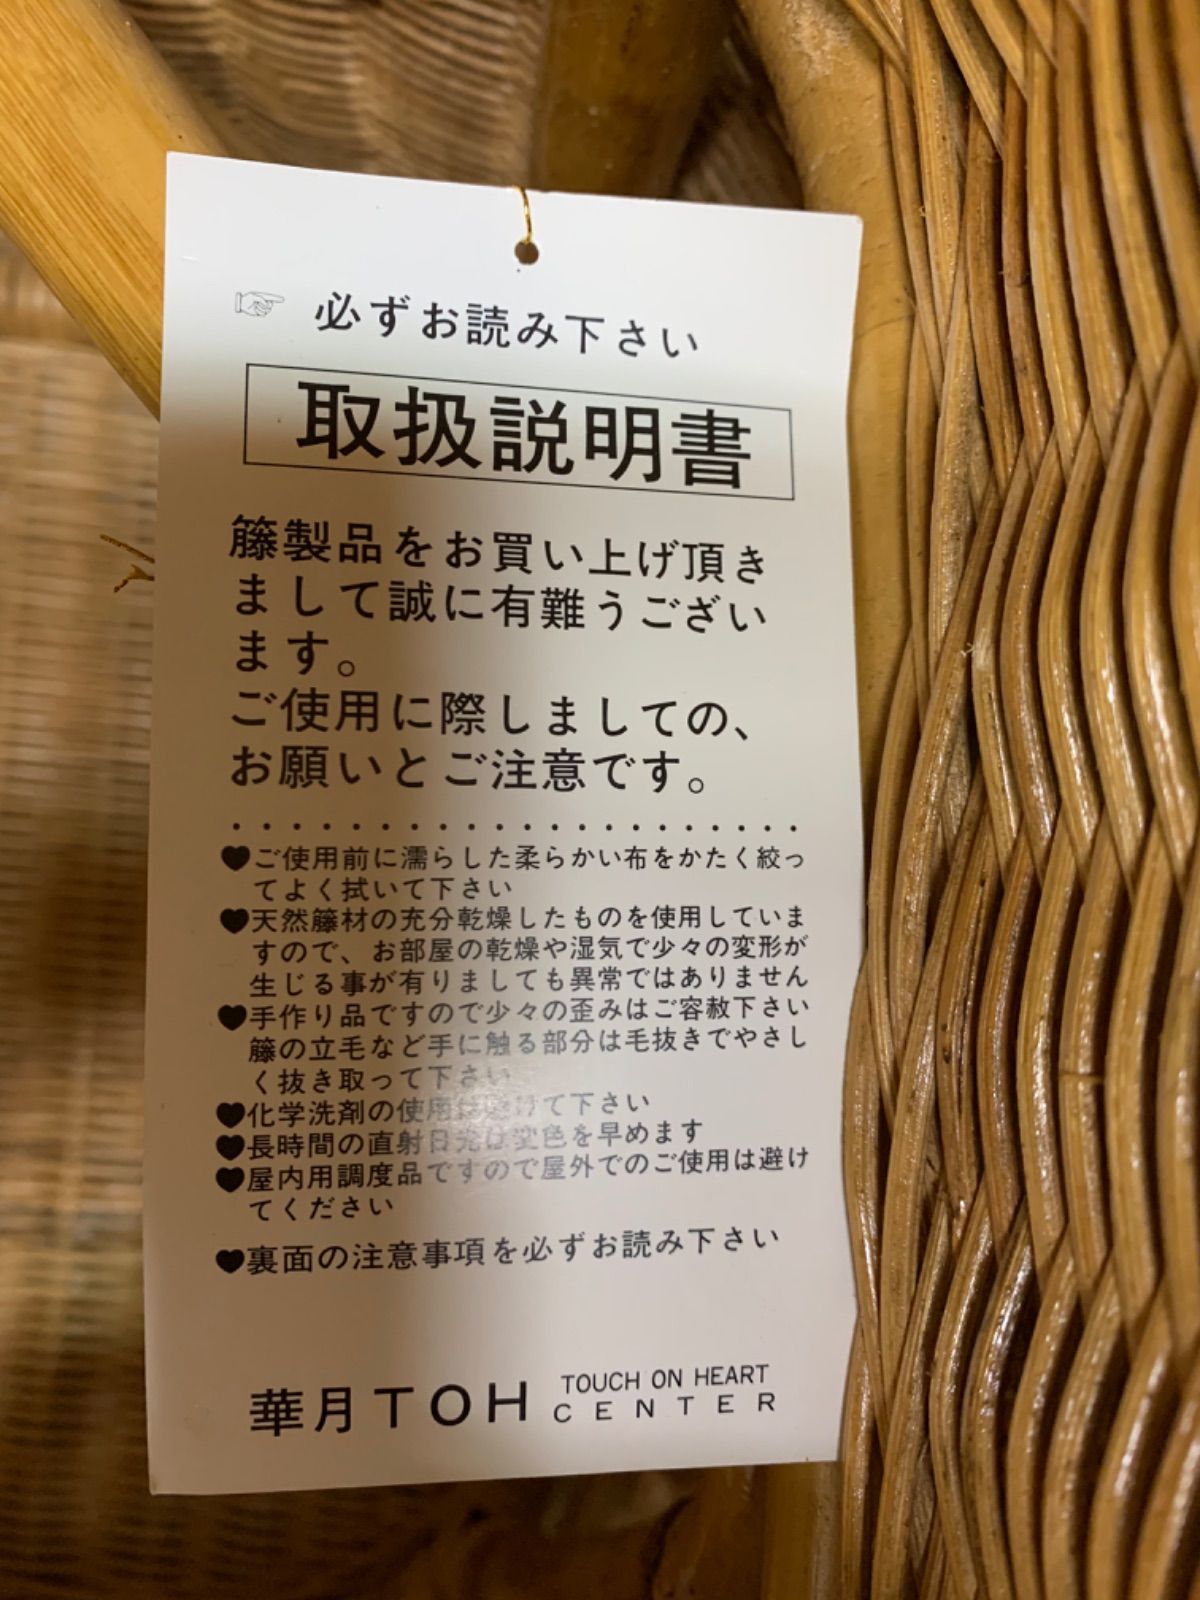 ☞ 必ずお読み下さい
取扱説明書
籐製品をお買い上げ頂き
まして誠に有難うござい
ます。
ご使用に際しましての、
お願いとご注意です。
♥ご使用前に濡らした柔らかい布をかたく絞っ
てよく拭いて下さい
♥天然籐材の充分乾燥したものを使用していま
すので、お部屋の乾燥や湿気で少々の変形が
生じる事が有りましても異常ではありません
♥手作り品ですので少々の歪みはご容赦下さい
籐の立毛など手に触る部分は毛抜きでやさし
く抜き取って下さい
♥化学洗剤の使用は避けて下さい
♥長時間の直射日光は変色を早めます
♥屋内用調度品ですので屋外でのご使用は避け
てください
♥裏面の注意事項を必ずお読み下さい
華月TOH TOUCH ON HEART
CENTER